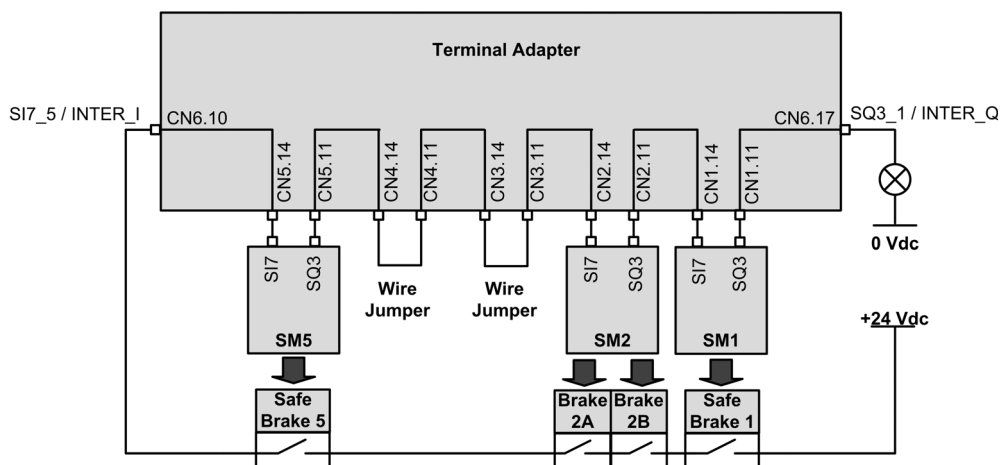 Terminal Adapter
SI7_5 / INTER_I
CN6.10
CN6.17
SQ3_1 / INTER_Q
CN5.14
CN5.11
CN4.14
CN4.11
CN3.14
CN3.11
CN2.14
CN2.11
CN1.14
CN1.11
0 Vdc
SI7
SQ3
SM5
Wire
Jumper
Wire
Jumper
SI7
SQ3
SM2
SI7
SQ3
SM1
+24 Vdc
Safe
Brake 5
Brake
2A
Brake
2B
Safe
Brake 1